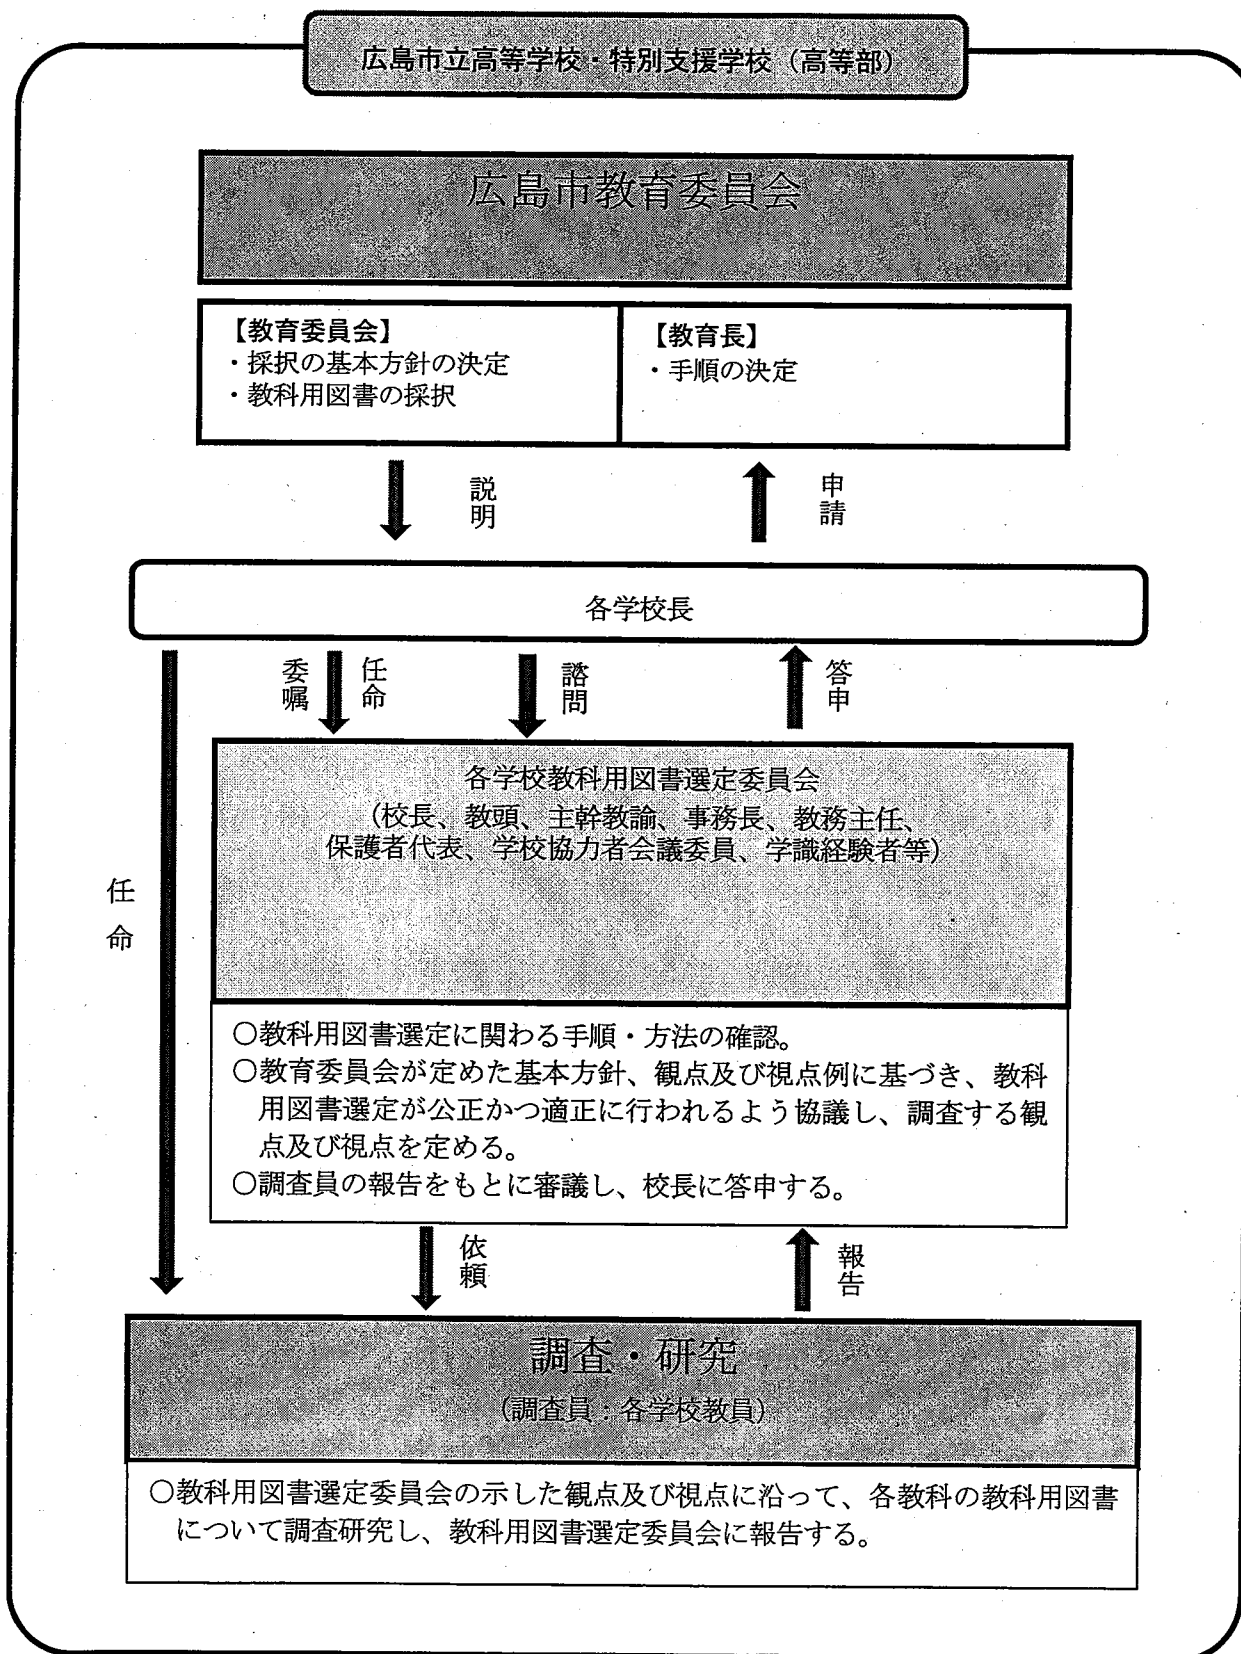 広島市立高等学校・特別支援学校（高等部）
広島市教育委員会
【教育委員会】
・採択の基本方針の決定
・教科用図書の採択
【教育長】
・手順の決定
説明
申請
各学校長
委嘱
任命
諮問
答申
任命
各学校教科用図書選定委員会
（校長、教頭、主幹教諭、事務長、教務主任、
保護者代表、学校協力者会議委員、学識経験者等）
○教科用図書選定に関わる手順・方法の確認。
○教育委員会が定めた基本方針、観点及び視点例に基づき、教科
用図書選定が公正かつ適正に行われるよう協議し、調査する観
点及び視点を定める。
○調査員の報告をもとに審議し、校長に答申する。
依頼
報告
調査・研究
（調査員：各学校教員）
○教科用図書選定委員会の示した観点及び視点に沿って、各教科の教科用図書
について調査研究し、教科用図書選定委員会に報告する。